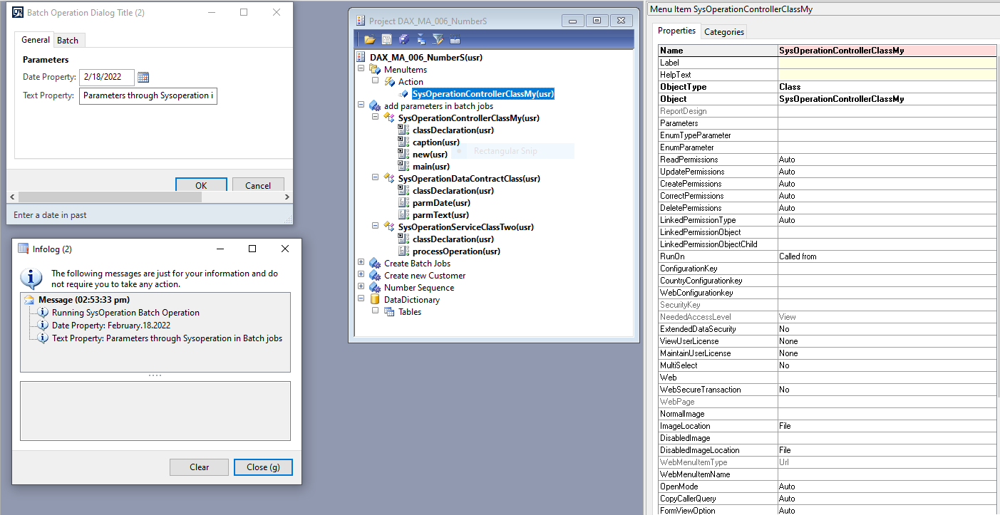 Batch Operation Dialog Title (2)
General
Batch
Parameters
Date Property: 2/18/2022
Text Property: Parameters through Sysoperation i
OK
Cancel
Enter a date in past
Infolog (2)
The following messages are just for your information and do
not require you to take any action.
Message (02:53:33 pm)
Running SysOperation Batch Operation
Date Property: February.18.2022
Text Property: Parameters through Sysoperation in Batch jobs
Clear
Close (g)
Project DAX_MA_006_NumberS
DAX_MA_006_NumberS(usr)
MenuItems
Action
SysOperationControllerClassMy(usr)
add parameters in batch jobs
SysOperationControllerClassMy(usr)
classDeclaration(usr)
caption(usr)
new(usr)
Rectangular Snip
main(usr)
SysOperationDataContractClass(usr)
classDeclaration(usr)
parmDate(usr)
parmText(usr)
SysOperationServiceClassTwo(usr)
classDeclaration(usr)
processOperation(usr)
Create Batch Jobs
Create new Customer
Number Sequence
DataDictionary
Tables
Menu Item SysOperationControllerClassMy
Properties
Categories
Name SysOperationControllerClassMy
Label
HelpText
ObjectType Class
Object SysOperationControllerClassMy
ReportDesign
Parameters
EnumTypeParameter
EnumParameter
ReadPermissions Auto
UpdatePermissions Auto
CreatePermissions Auto
CorrectPermissions Auto
DeletePermissions Auto
LinkedPermissionType Auto
LinkedPermissionObject
LinkedPermissionObjectChild
RunOn Called from
ConfigurationKey
CountryConfigurationkey
WebConfigurationkey
SecurityKey
NeededAccessLevel View
ExtendedDataSecurity No
ViewUserLicense None
MaintainUserLicense None
MultiSelect No
Web
WebSecureTransaction No
WebPage
NormalImage
ImageLocation File
DisabledImage
DisabledImageLocation File
WebMenuItemType Url
WebMenuItemName
OpenMode Auto
CopyCallerQuery Auto
FormViewOption Auto